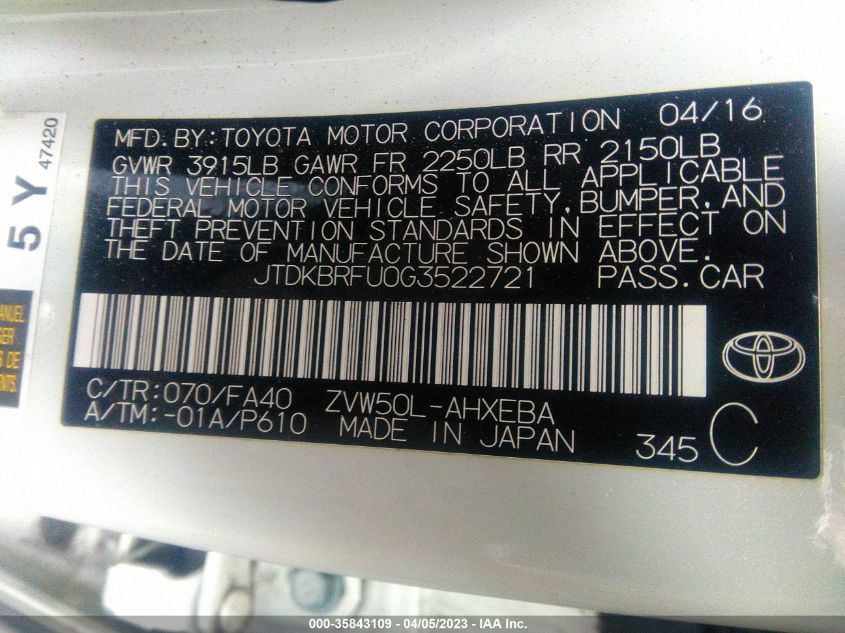 MFD.BY:TOYOTA MOTOR CORPORATION 04/16
GVWR 3915LB GAWR FR 2250LB RR 2150LB
THIS VEHICLE CONFORMS TO ALL APPLICABLE
FEDERAL MOTOR VEHICLE SAFETY,BUMPER,AND
THEFT PREVENTION STANDARDS IN EFFECT ON
THE DATE OF MANUFACTURE SHOWN ABOVE.
JTDKBRFU0G3522721 PASS.CAR
C/TR:070/FA40 ZVW50L-AHXEBA
A/TM:-01A/P610 MADE IN JAPAN 345 C
5Y 47420
DE
000-35843109 - 04/05/2023 - IAA Inc.